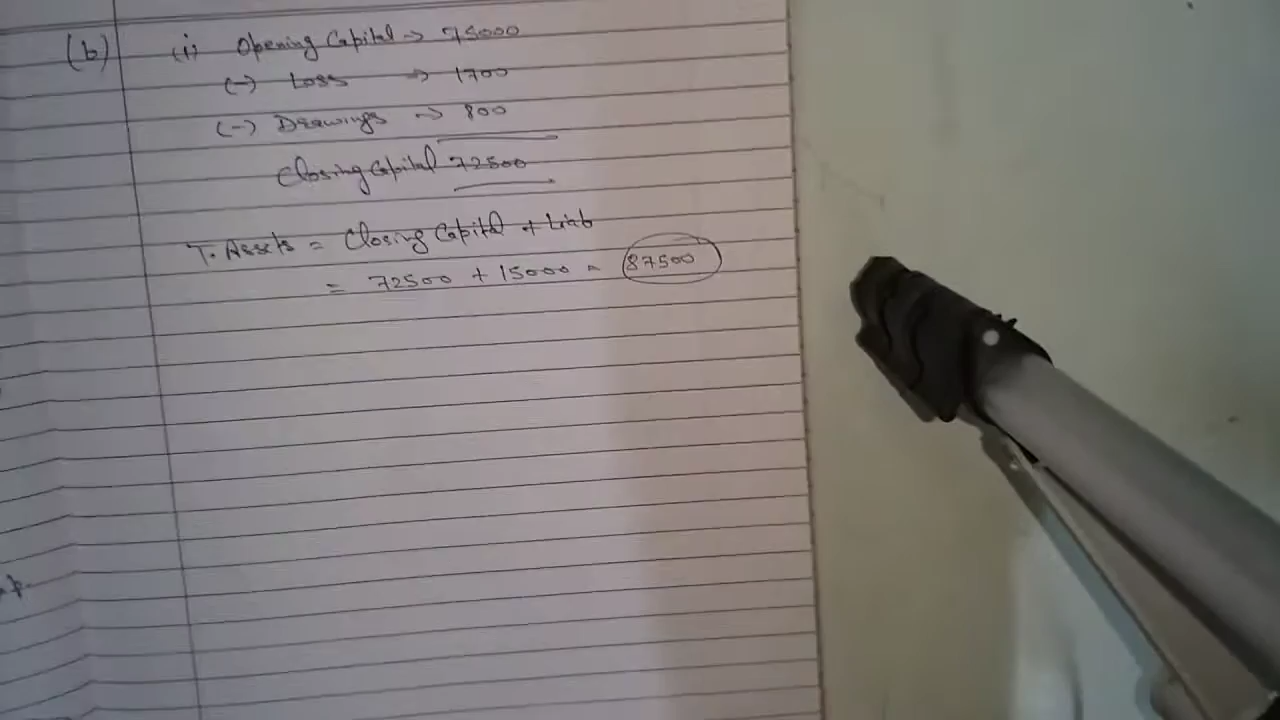 (b) (i) Opening Capital → 75000
(-) Loss → 1700
(-) Drawings → 800
Closing Capital 72500
T. Assets = Closing Capital + Liab
= 72500 + 15000 = 87500